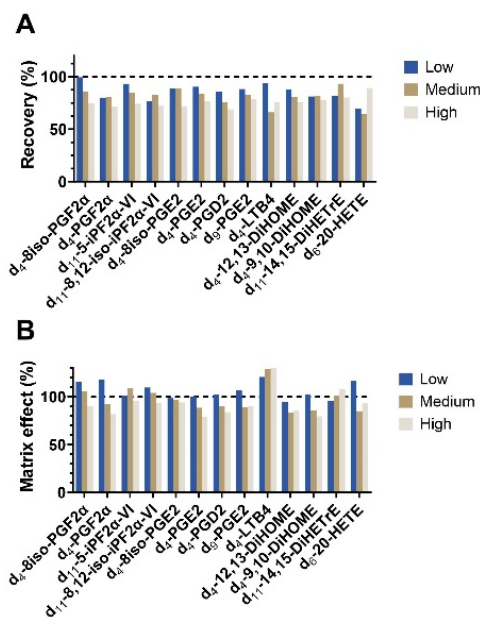 A
Recovery (%)
100
50
0
Low
Medium
High
d₄-8iso-PGF2α
d₄-PGF2α
d₁₁-5-iPF2α-VI
d₁₁-8,12-iso-iPF2α-VI
d₄-8iso-PGE2
d₄-PGE2
d₄-PGD2
d₉-PGE2
d₄-LTB4
d₄-12,13-DiHOME
d₄-9,10-DiHOME
d₁₁-14,15-DiHETrE
d₆-20-HETE
B
Matrix effect (%)
100
50
0
Low
Medium
High
d₄-8iso-PGF2α
d₄-PGF2α
d₁₁-5-iPF2α-VI
d₁₁-8,12-iso-iPF2α-VI
d₄-8iso-PGE2
d₄-PGE2
d₄-PGD2
d₉-PGE2
d₄-LTB4
d₄-12,13-DiHOME
d₄-9,10-DiHOME
d₁₁-14,15-DiHETrE
d₆-20-HETE